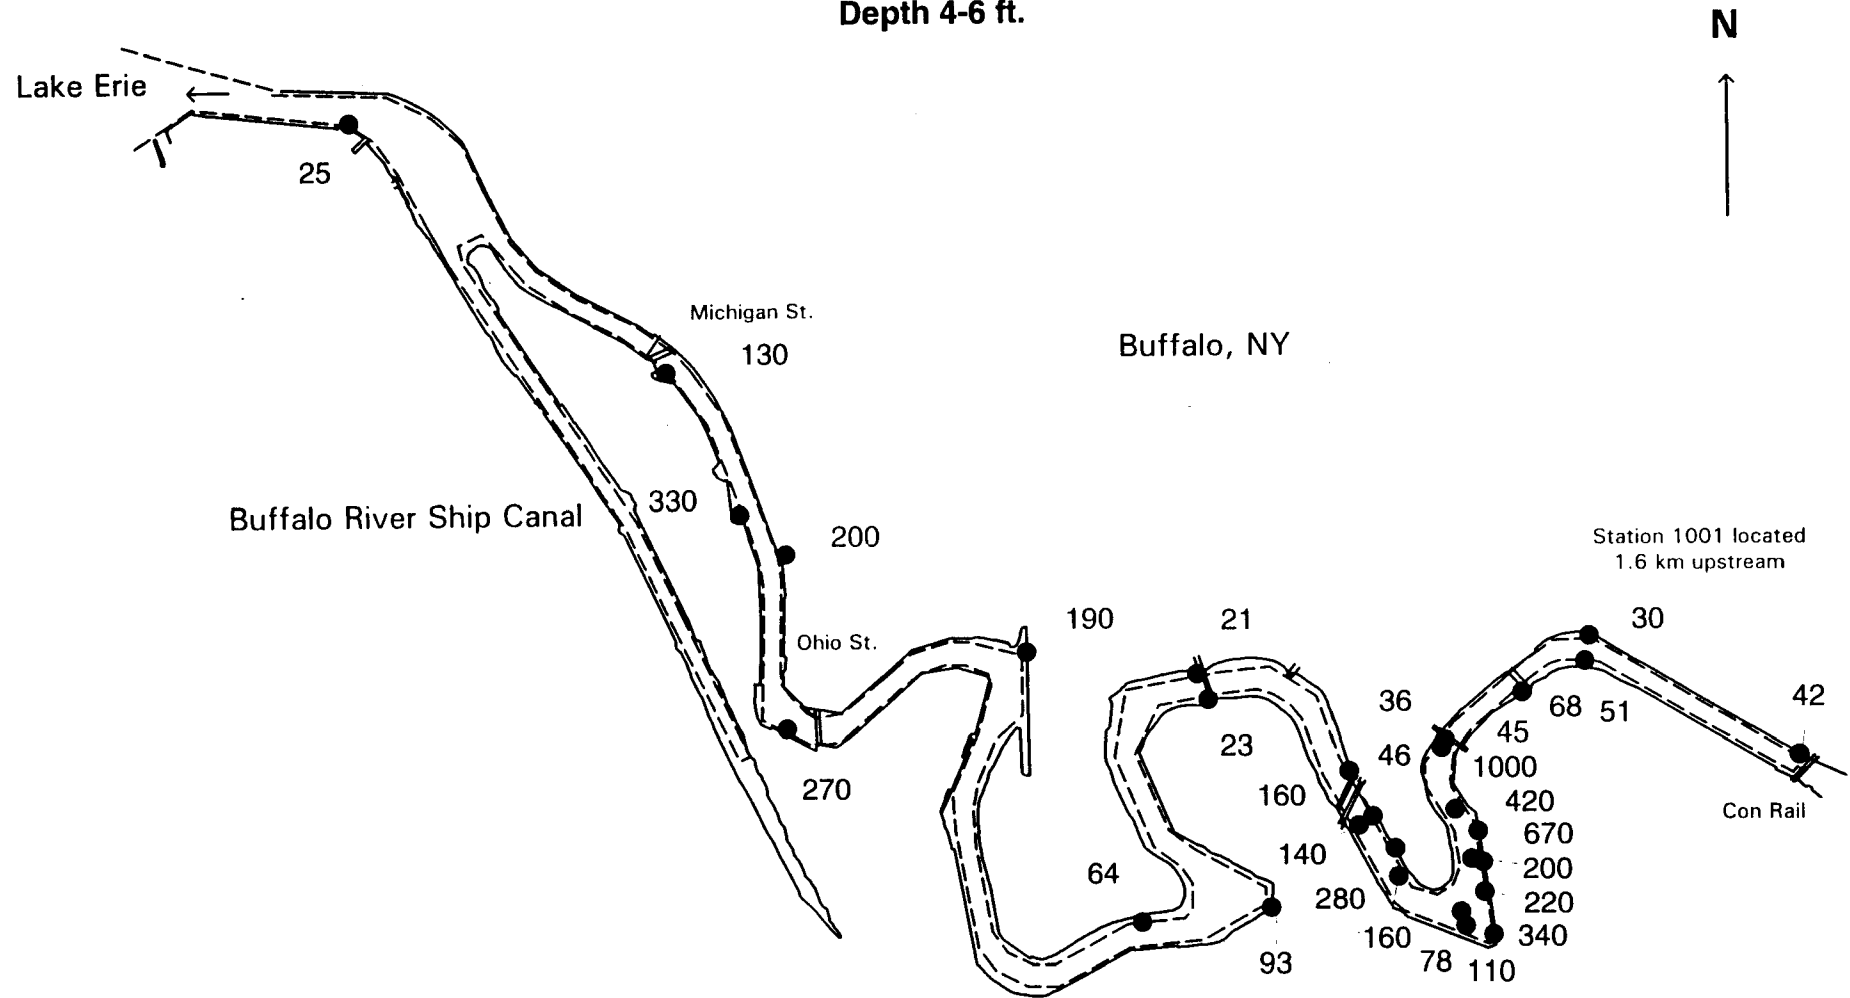 Depth 4-6 ft.
N
Lake Erie
25
Michigan St.
130
Buffalo, NY
330
Buffalo River Ship Canal
200
Station 1001 located
1.6 km upstream
Ohio St.
190
21
30
36
68
51
42
45
46
23
1000
270
160
420
Con Rail
670
140
64
200
280
220
160
340
93
78
110